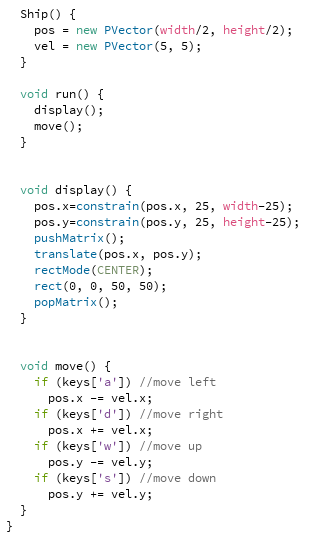 Ship() {
pos = new PVector(width/2, height/2);
vel = new PVector(5, 5);
}
void run() {
display();
move();
}
void display() {
pos.x=constrain(pos.x, 25, width-25);
pos.y=constrain(pos.y, 25, height-25);
pushMatrix();
translate(pos.x, pos.y);
rectMode(CENTER);
rect(0, 0, 50, 50);
popMatrix();
}
void move() {
if (keys['a']) //move left
pos.x -= vel.x;
if (keys['d']) //move right
pos.x += vel.x;
if (keys['w']) //move up
pos.y -= vel.y;
if (keys['s']) //move down
pos.y += vel.y;
}
}